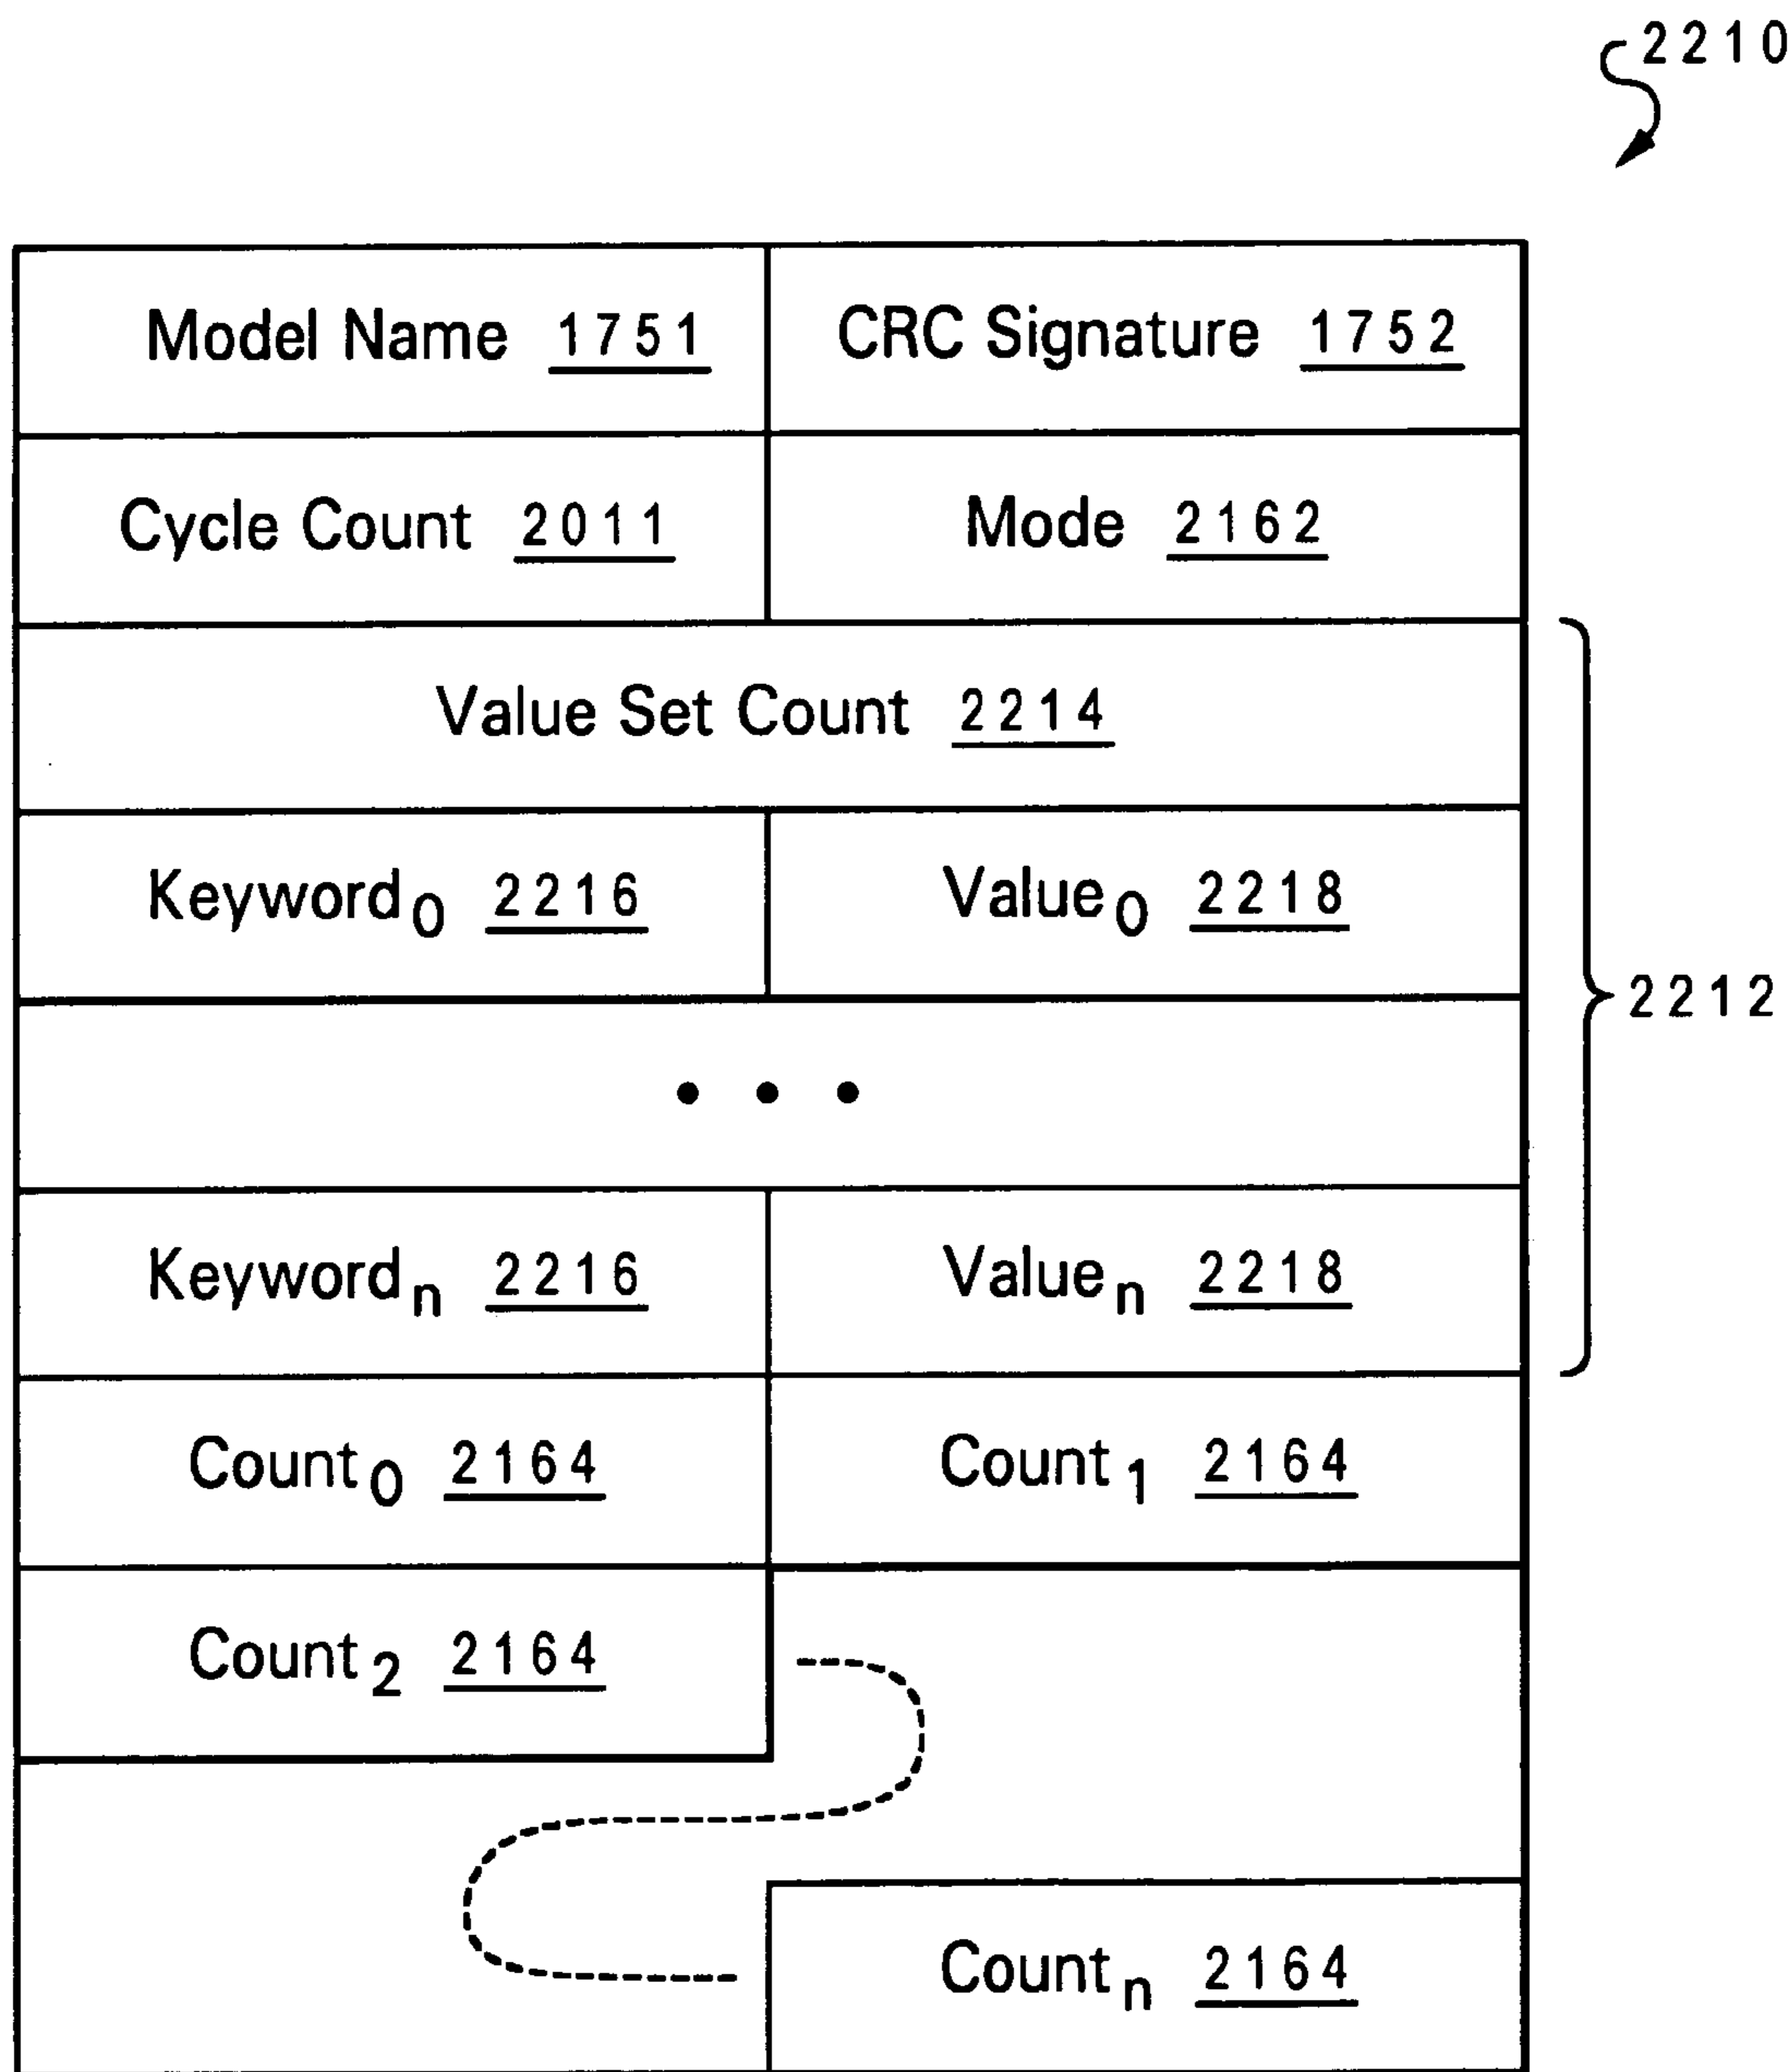 2210
Model Name 1751
CRC Signature 1752
Cycle Count 2011
Mode 2162
Value Set Count 2214
Keyword0 2216
Value0 2218
2212
Keywordn 2216
Valuen 2218
Count0 2164
Count1 2164
Count2 2164
Countn 2164